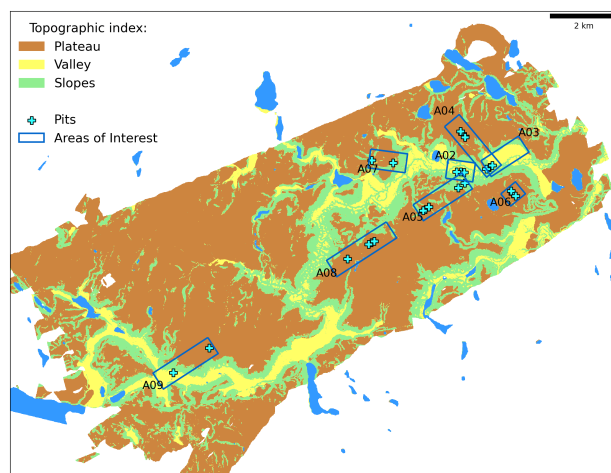 Topographic index:
Plateau
Valley
Slopes
Pits
Areas of Interest
2 km
A04
A03
A02
A07
A06
A05
A08
A09